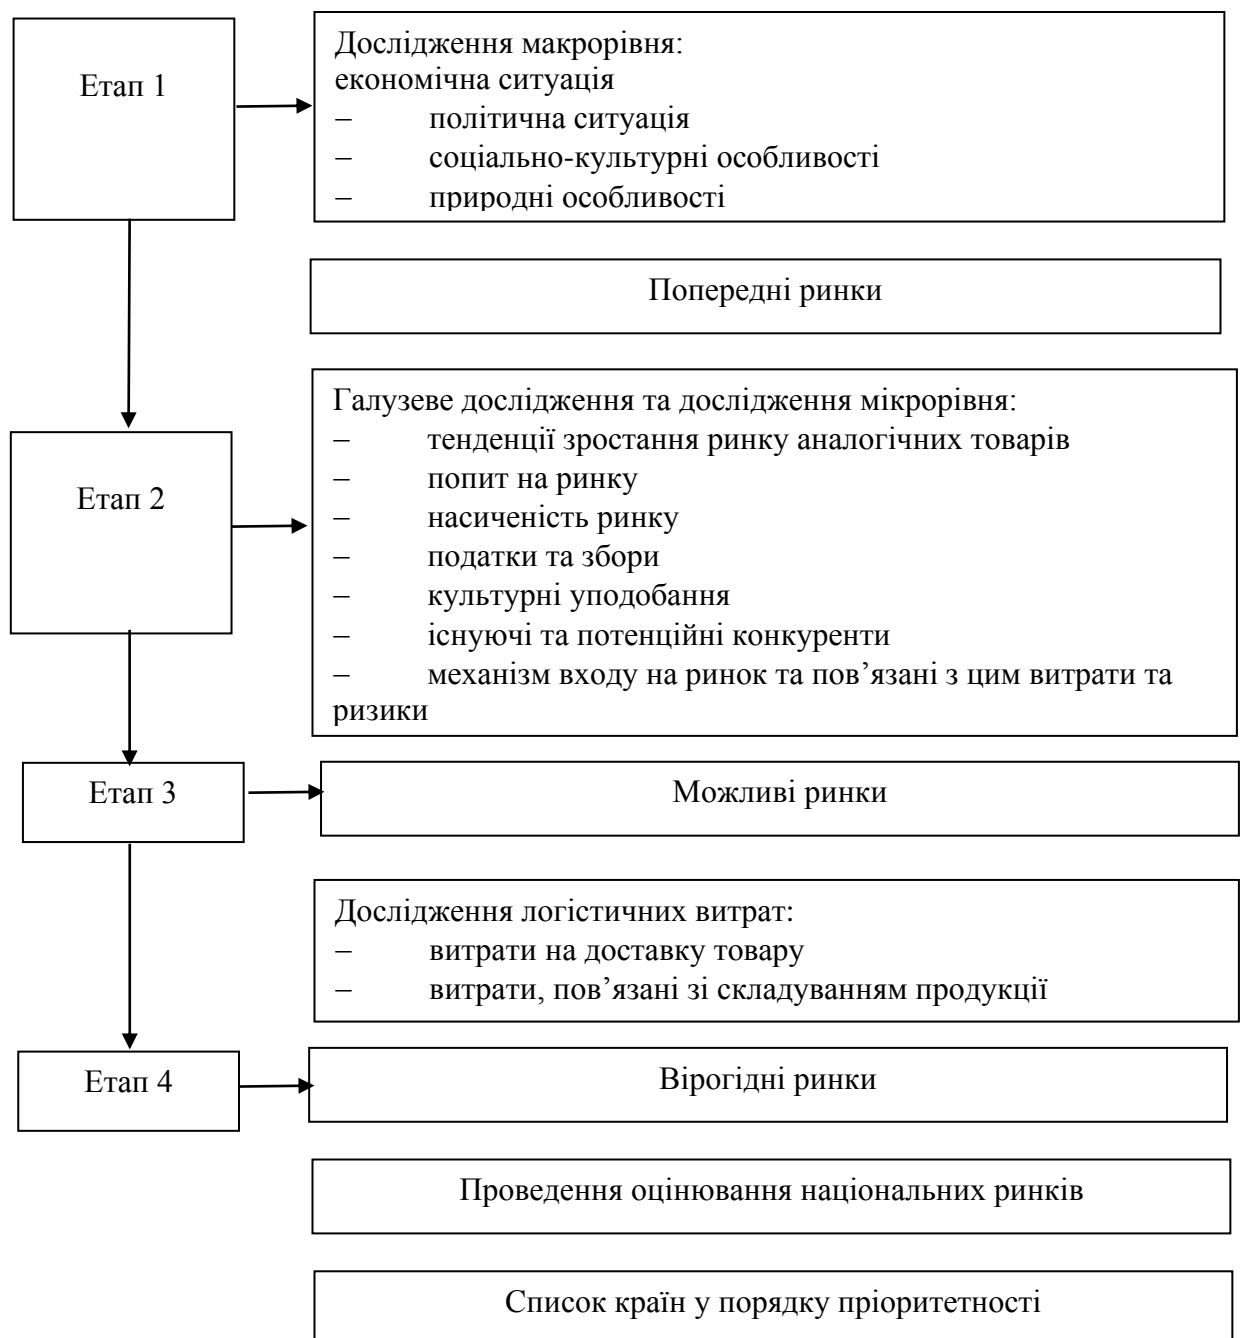 Етап 1
Дослідження макрорівня:
економічна ситуація
– політична ситуація
– соціально-культурні особливості
– природні особливості
Попередні ринки
Етап 2
Галузеве дослідження та дослідження мікрорівня:
– тенденції зростання ринку аналогічних товарів
– попит на ринку
– насиченість ринку
– податки та збори
– культурні уподобання
– існуючі та потенційні конкуренти
– механізм входу на ринок та пов’язані з цим витрати та
ризики
Етап 3
Можливі ринки
Дослідження логістичних витрат:
– витрати на доставку товару
– витрати, пов’язані зі складуванням продукції
Етап 4
Вірогідні ринки
Проведення оцінювання національних ринків
Список країн у порядку пріоритетності